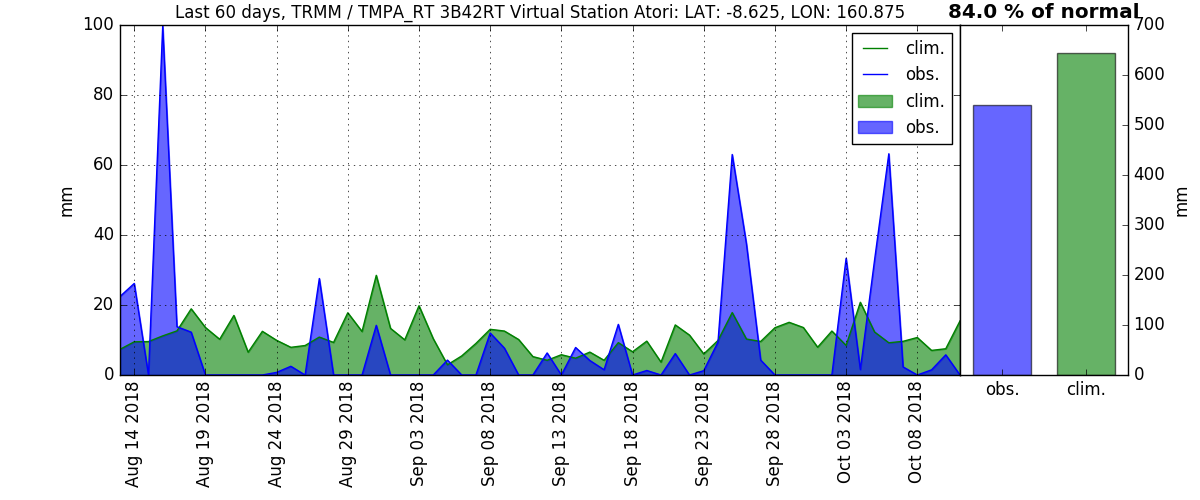 Last 60 days, TRMM / TMPA_RT 3B42RT Virtual Station Atori: LAT: -8.625, LON: 160.875
84.0 % of normal
mm
100
80
60
40
20
0
clim.
obs.
clim.
obs.
Aug 14 2018
Aug 19 2018
Aug 24 2018
Aug 29 2018
Sep 03 2018
Sep 08 2018
Sep 13 2018
Sep 18 2018
Sep 23 2018
Sep 28 2018
Oct 03 2018
Oct 08 2018
700
600
500
400
300
200
100
0
mm
obs.
clim.